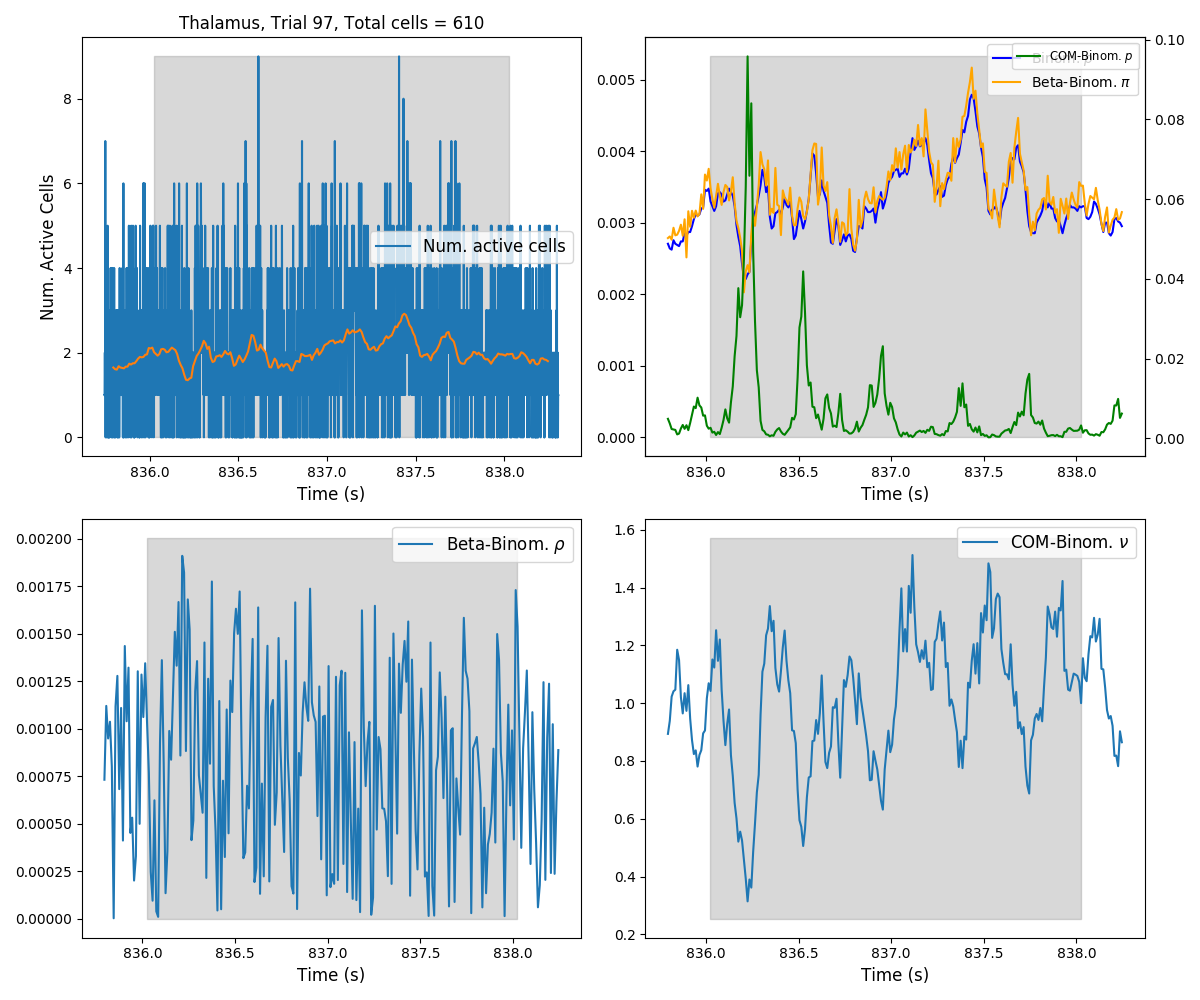 Thalamus, Trial 97, Total cells = 610
Num. Active Cells
8
6
4
2
0
Num. active cells
836.0 836.5 837.0 837.5 838.0
Time (s)
0.005
0.004
0.003
0.002
0.001
0.000
COM-Binom. p
Beta-Binom. π
0.10
0.08
0.06
0.04
0.02
0.00
836.0 836.5 837.0 837.5 838.0
Time (s)
0.00200
0.00175
0.00150
0.00125
0.00100
0.00075
0.00050
0.00025
0.00000
Beta-Binom. ρ
836.0 836.5 837.0 837.5 838.0
Time (s)
1.6
1.4
1.2
1.0
0.8
0.6
0.4
0.2
COM-Binom. ν
836.0 836.5 837.0 837.5 838.0
Time (s)